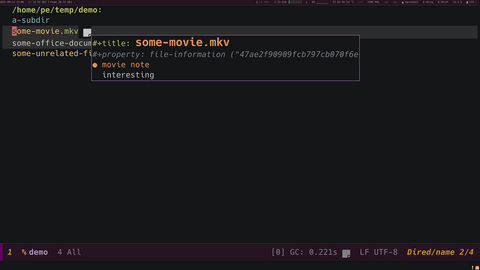 /home/pe/temp/demo:
a-subdir
some-movie.mkv
some-office-docum
some-unrelated-fi
#+title: some-movie.mkv
#+property: file-information ("47ae2f90909fcb797cb070f6e
● movie note
interesting
1 % demo 4 All [0] GC: 0.221s LF UTF-8 Dired/name 2/4